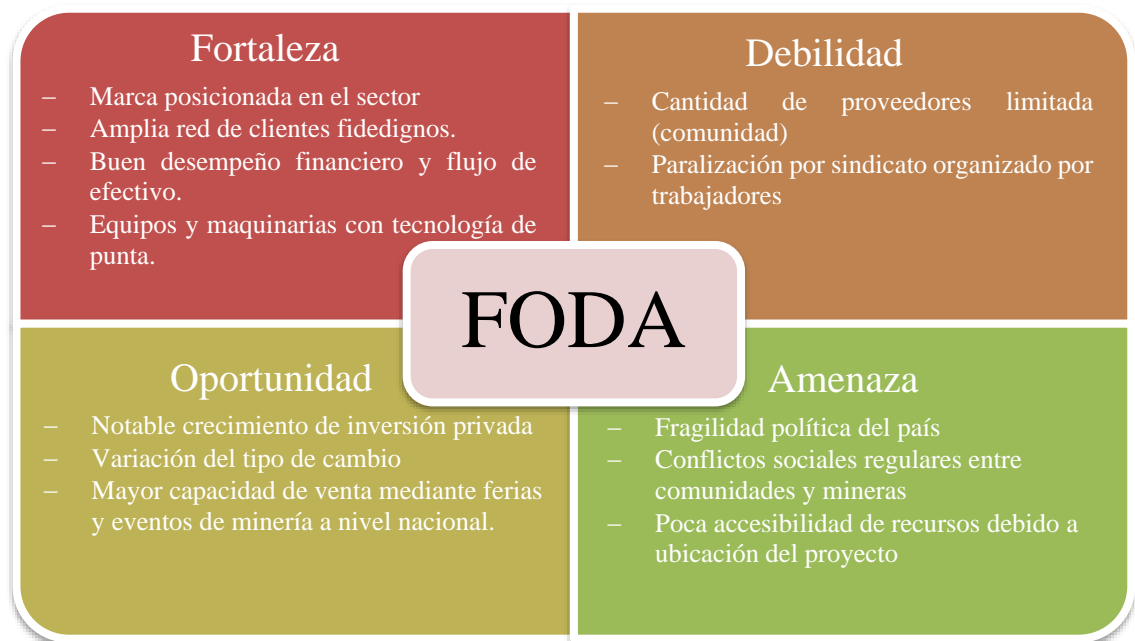 Fortaleza
– Marca posicionada en el sector
– Amplia red de clientes fidedignos.
– Buen desempeño financiero y flujo de
efectivo.
– Equipos y maquinarias con tecnología de
punta.
Debilidad
– Cantidad de proveedores limitada
(comunidad)
– Paralización por sindicato organizado por
trabajadores
FODA
Oportunidad
– Notable crecimiento de inversión privada
– Variación del tipo de cambio
– Mayor capacidad de venta mediante ferias
y eventos de minería a nivel nacional.
Amenaza
– Fragilidad política del país
– Conflictos sociales regulares entre
comunidades y mineras
– Poca accesibilidad de recursos debido a
ubicación del proyecto